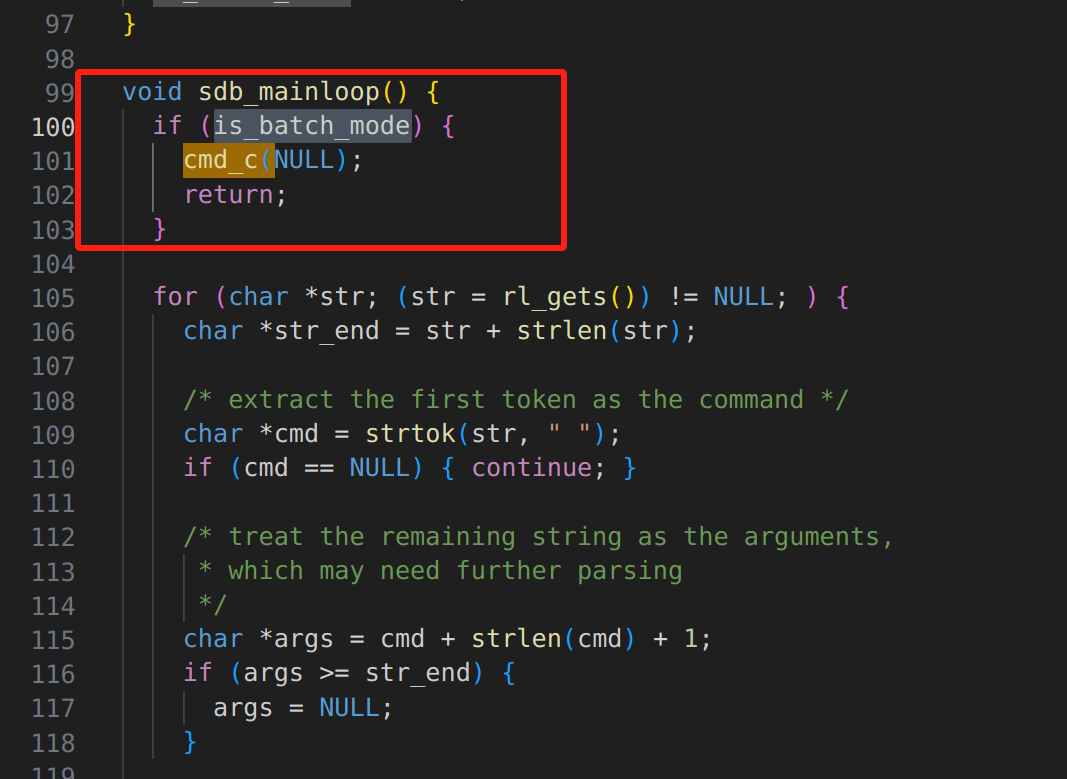 97 }
98
99 void sdb_mainloop() {
100 if (is_batch_mode) {
101 cmd_c(NULL);
102 return;
103 }
104
105 for (char *str; (str = rl_gets()) != NULL; ) {
106 char *str_end = str + strlen(str);
107
108 /* extract the first token as the command */
109 char *cmd = strtok(str, " ");
110 if (cmd == NULL) { continue; }
111
112 /* treat the remaining string as the arguments,
113 * which may need further parsing
114 */
115 char *args = cmd + strlen(cmd) + 1;
116 if (args >= str_end) {
117 args = NULL;
118 }
119